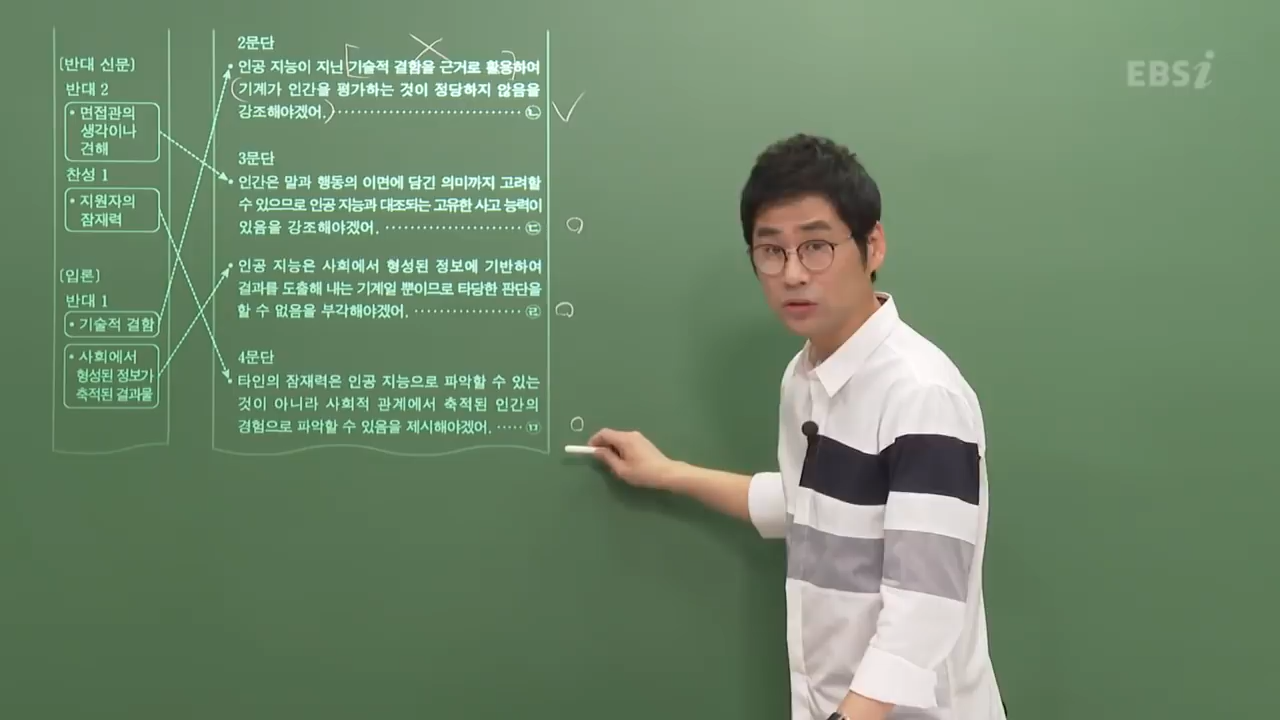 (반대 신문)
반대 2
• 면접관의
생각이나
견해
찬성 1
• 지원자의
잠재력
(입론)
반대 1
• 기술적 결함
• 사회에서
형성된 정보가
축적된 결과물
2문단
• 인공 지능이 지닌 기술적 결함을 근거로 활용하여
기계가 인간을 평가하는 것이 정당하지 않음을
강조해야겠어. ㉡
3문단
• 인간은 말과 행동의 이면에 담긴 의미까지 고려할
수 있으므로 인공 지능과 대조되는 고유한 사고 능력이
있음을 강조해야겠어. ㉢
• 인공 지능은 사회에서 형성된 정보에 기반하여
결과를 도출해 내는 기계일 뿐이므로 타당한 판단을
할 수 없음을 부각해야겠어. ㉣
4문단
• 타인의 잠재력은 인공 지능으로 파악할 수 있는
것이 아니라 사회적 관계에서 축적된 인간의
경험으로 파악할 수 있음을 제시해야겠어. ㉤
EBSi